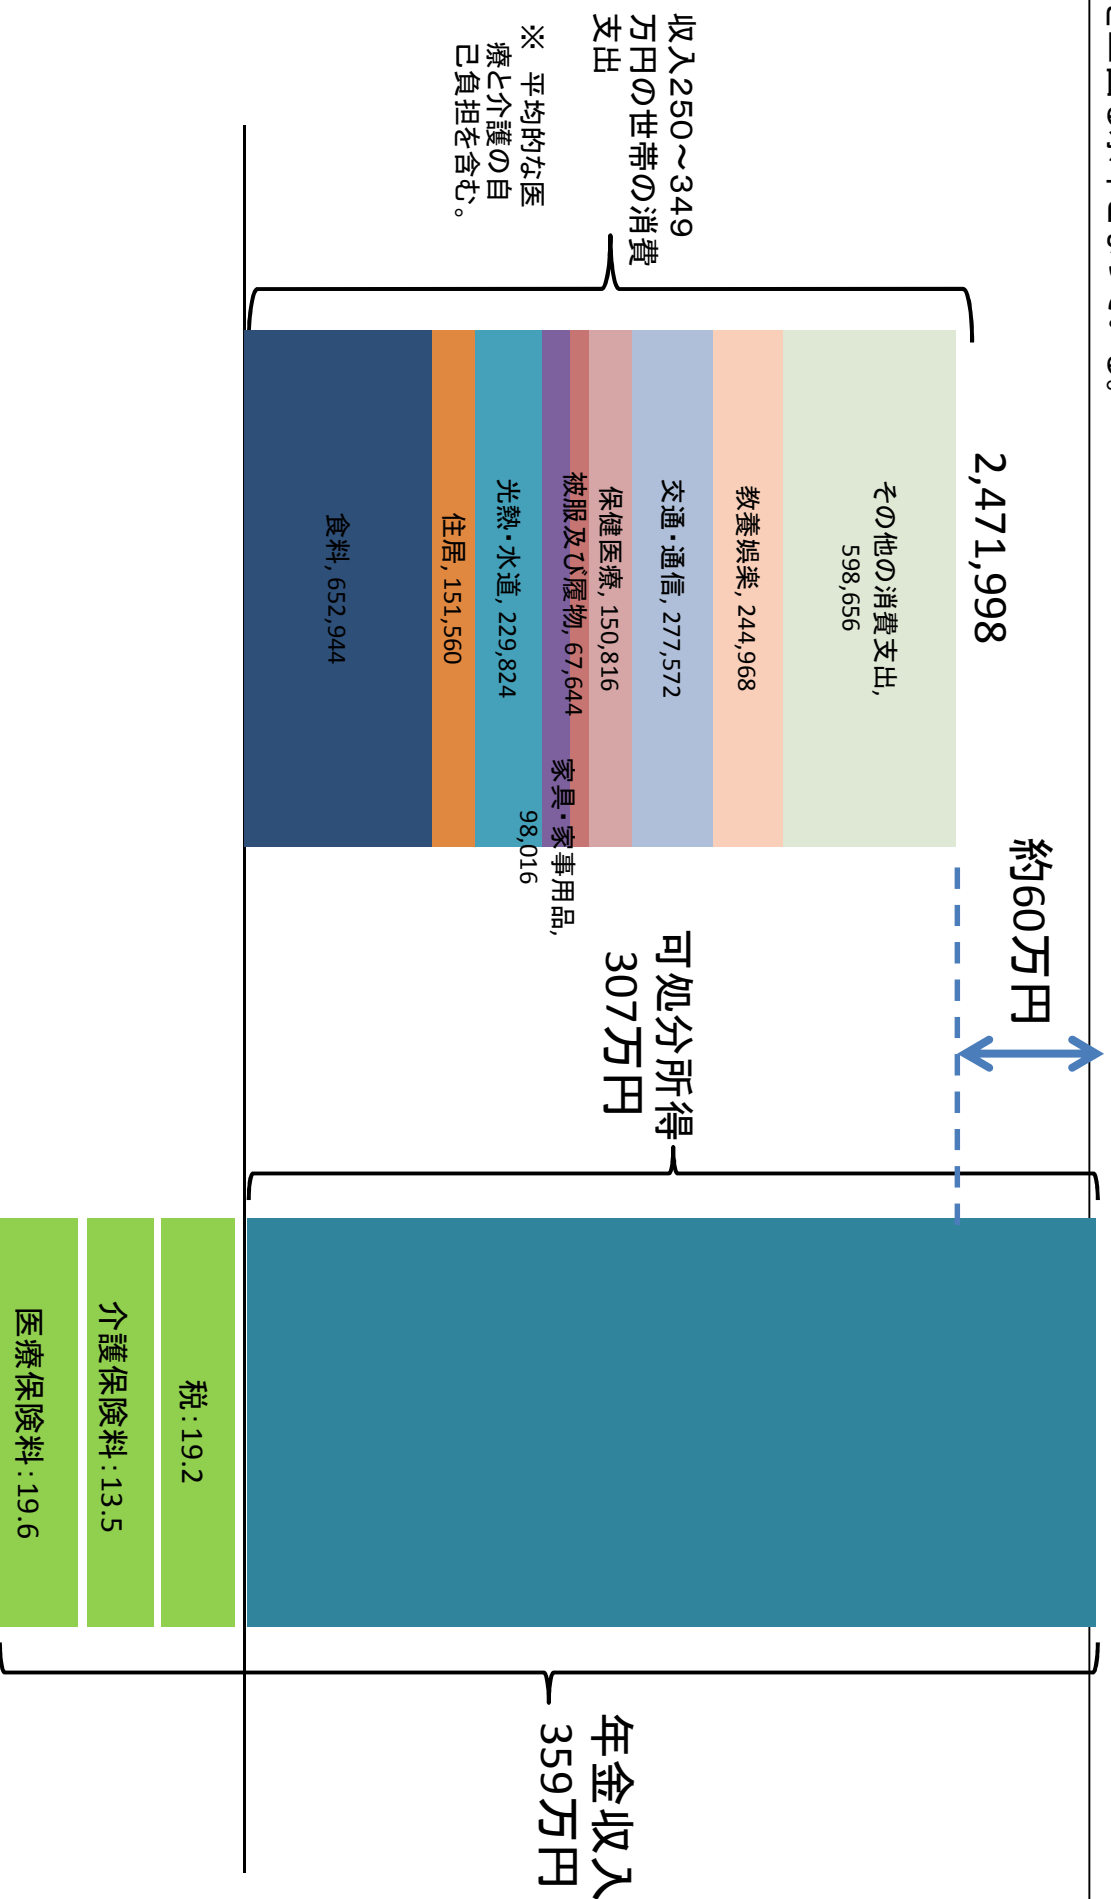 収入250～349
万円の世帯の消費
支出
※ 平均的な医
療と介護の自
己負担を含む。
2,471,998
その他の消費支出,
598,656
教養娯楽, 244,968
交通・通信, 277,572
保健医療, 150,816
被服及び履物, 67,644
家具・家事用品,
98,016
光熱・水道, 229,824
住居, 151,560
食料, 652,944
約60万円
可処分所得
307万円
税：19.2
介護保険料：13.5
医療保険料：19.6
年金収入
359万円